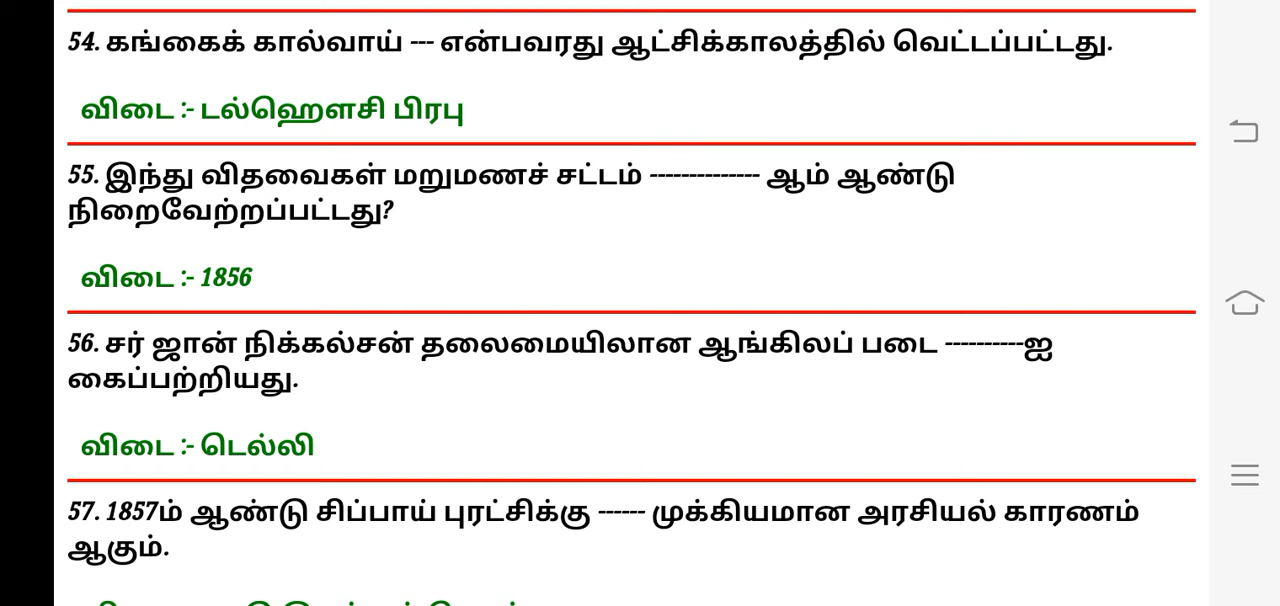 54. கங்கைக் கால்வாய் --- என்பவரது ஆட்சிக்காலத்தில் வெட்டப்பட்டது.
விடை :- டல்ஹௌசி பிரபு
55. இந்து விதவைகள் மறுமணச் சட்டம் -------------- ஆம் ஆண்டு
நிறைவேற்றப்பட்டது?
விடை :- 1856
56. சர் ஜான் நிக்கல்சன் தலைமையிலான ஆங்கிலப் படை ----------ஐ
கைப்பற்றியது.
விடை :- டெல்லி
57. 1857ம் ஆண்டு சிப்பாய் புரட்சிக்கு ------ முக்கியமான அரசியல் காரணம்
ஆகும்.